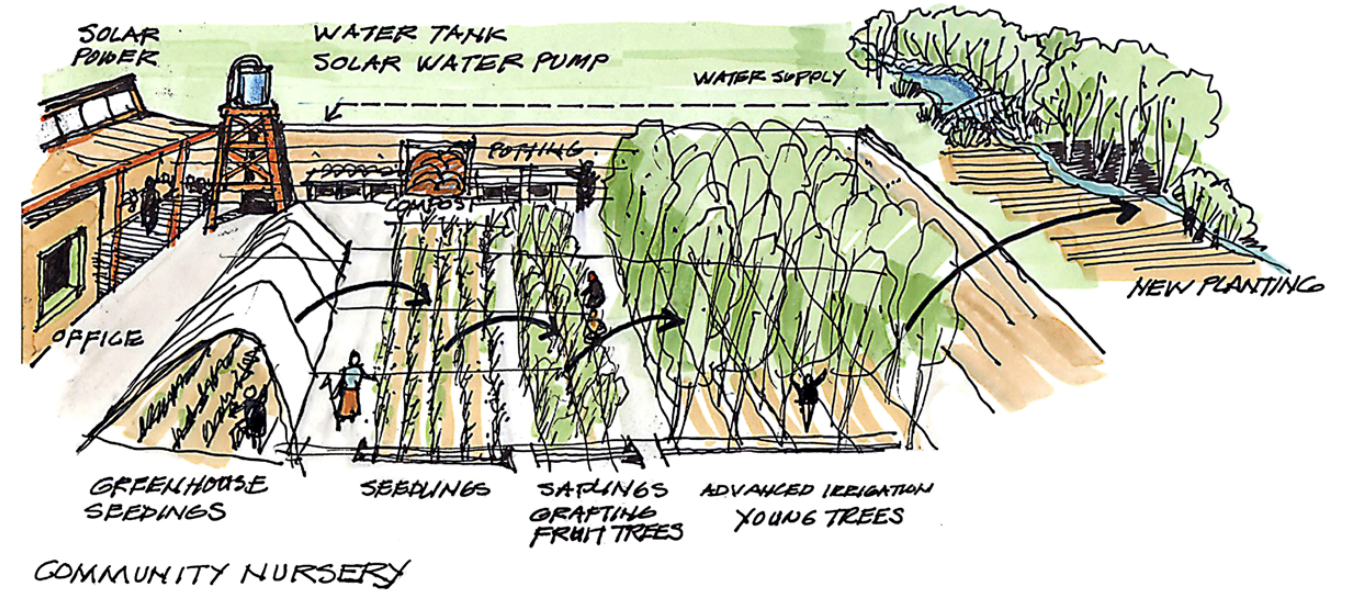 SOLAR
POWER
WATER TANK
SOLAR WATER PUMP
WATER SUPPLY
POTTING
COMPOST
NEW PLANTING
OFFICE
GREENHOUSE
SEEDINGS
SEEDLINGS
SAPLINGS
GRAFTING
FRUIT TREES
ADVANCED IRRIGATION
YOUNG TREES
COMMUNITY NURSERY